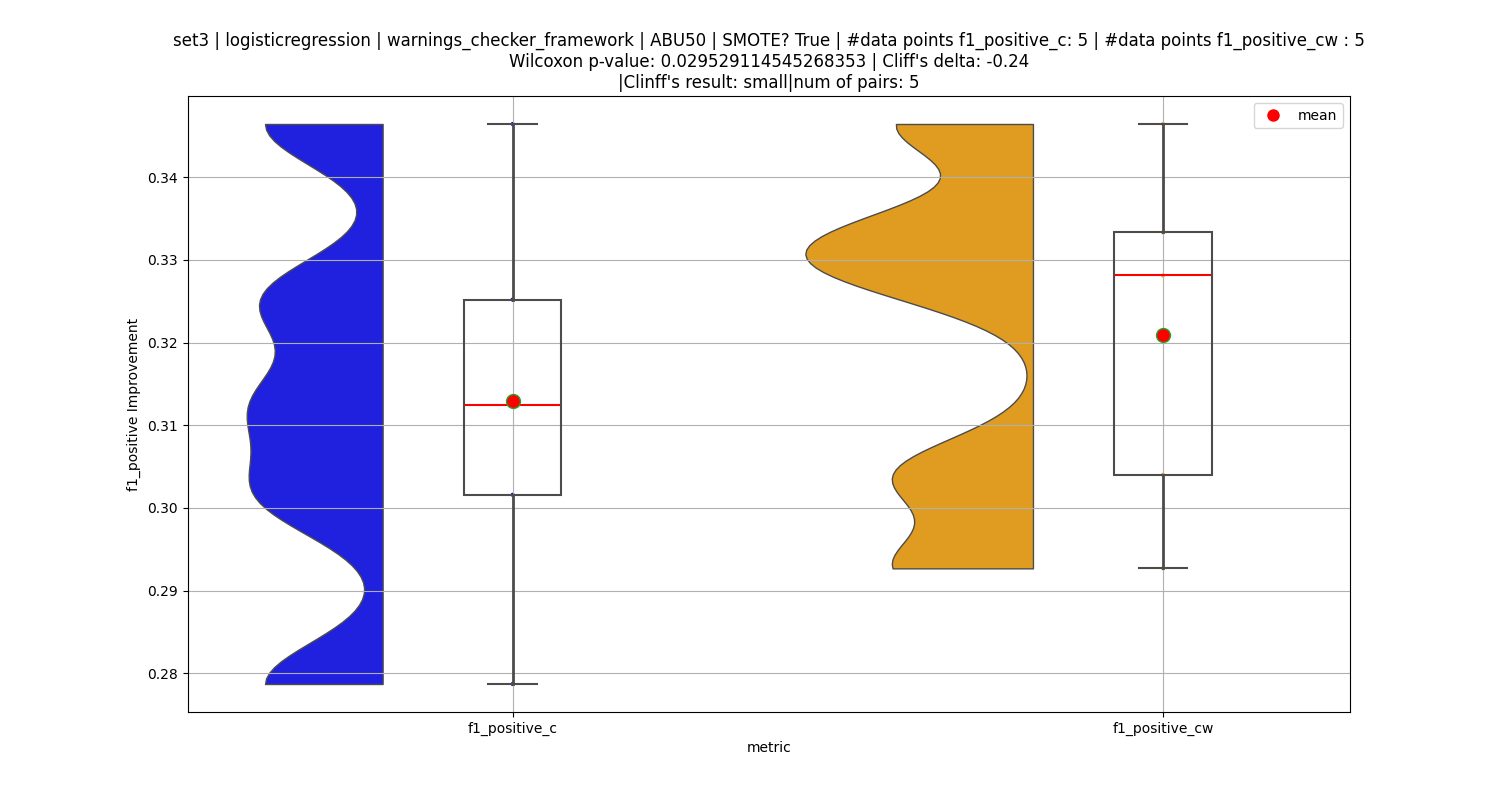 set3 | logisticregression | warnings_checker_framework | ABU50 | SMOTE? True | #data points f1_positive_c: 5 | #data points f1_positive_cw : 5
Wilcoxon p-value: 0.029529114545268353 | Cliff's delta: -0.24
|Clinff's result: small|num of pairs: 5
mean
0.34
0.33
0.32
0.31
0.30
0.29
0.28
f1_positive Improvement
f1_positive_c
f1_positive_cw
metric